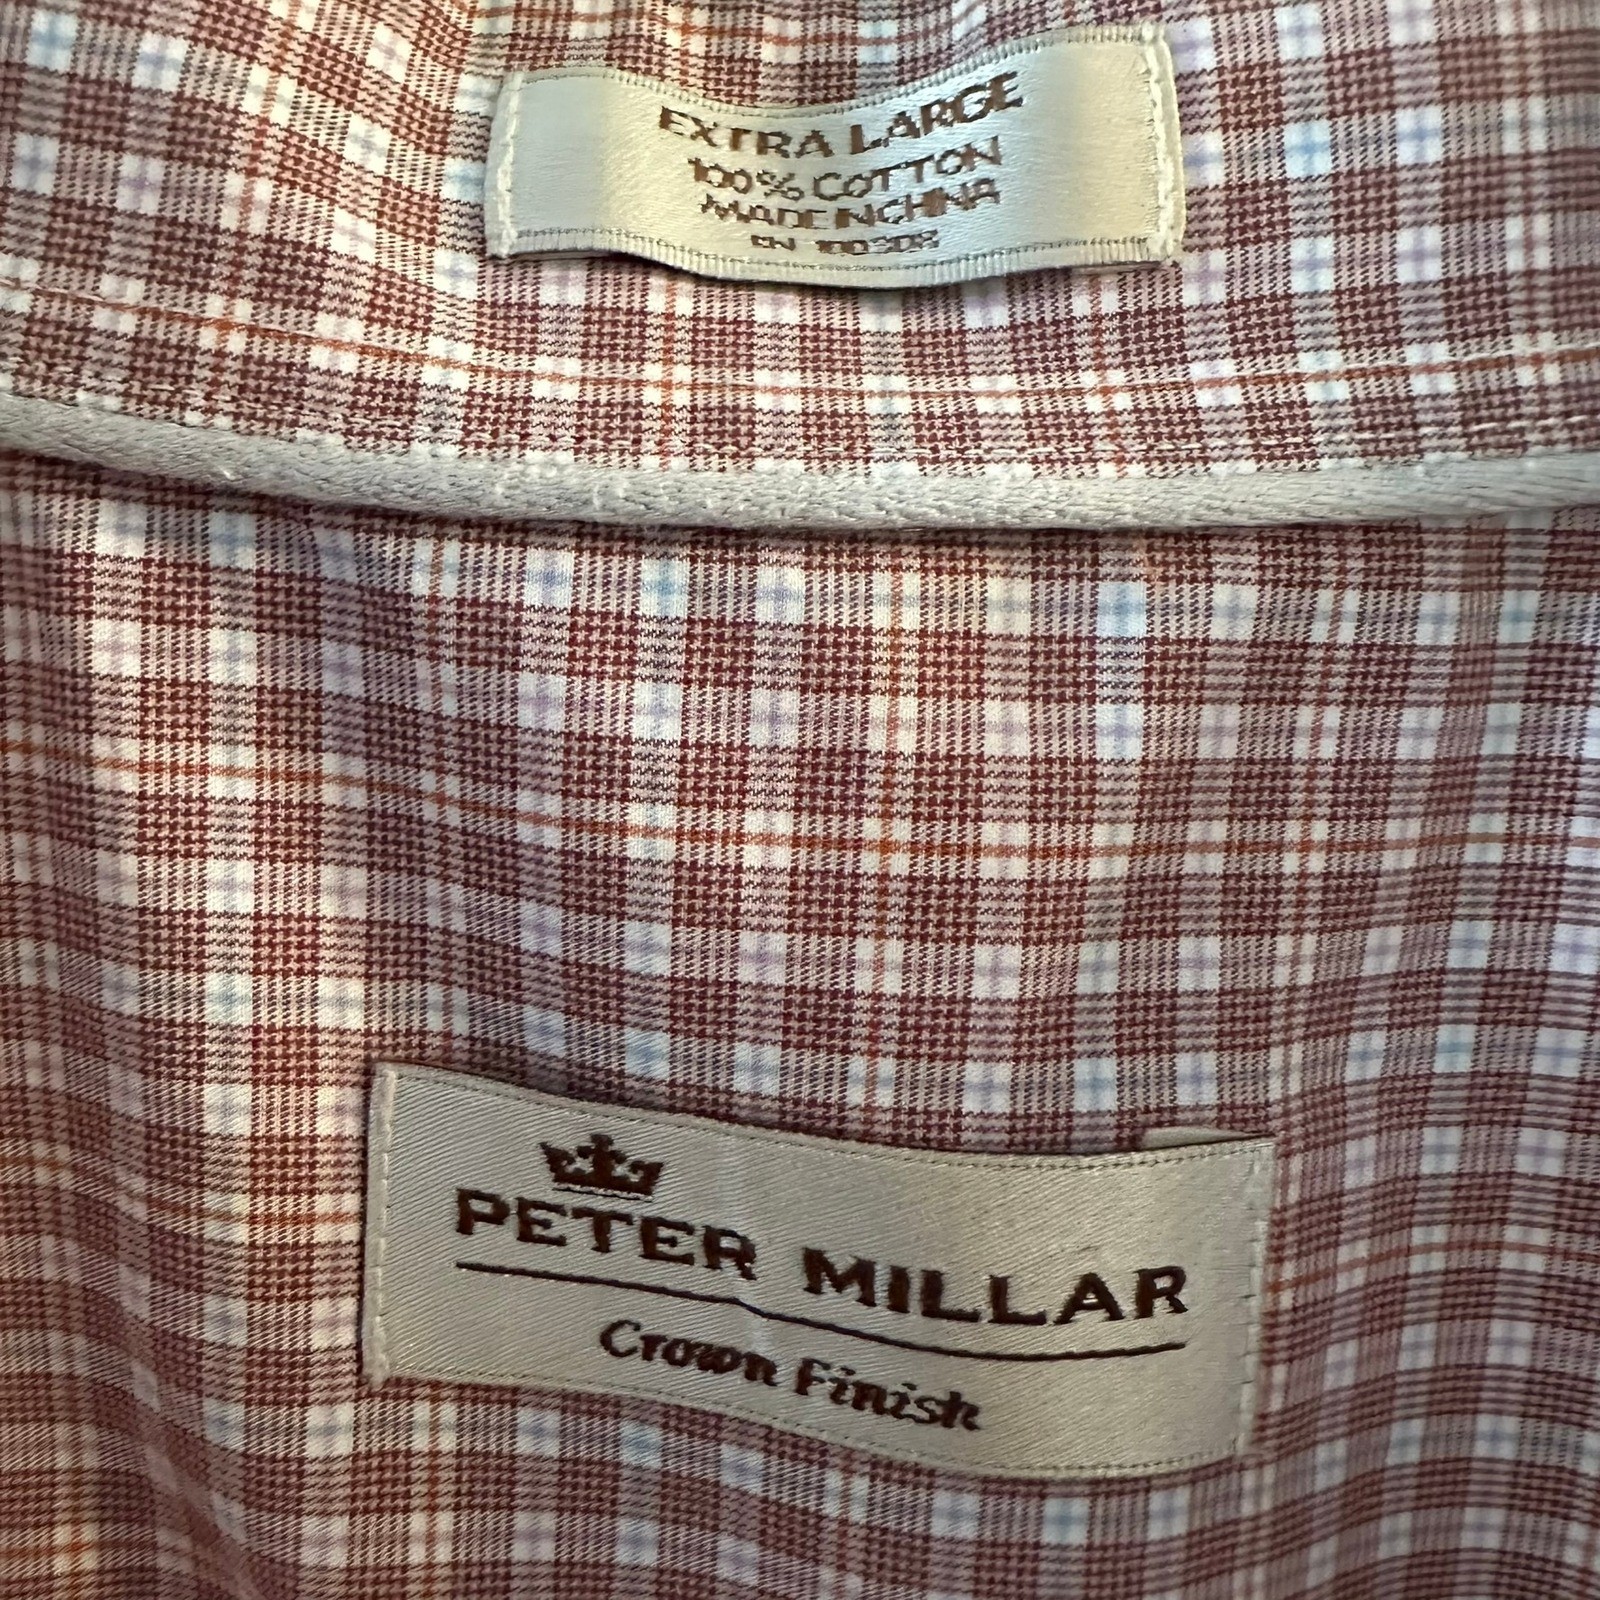 EXTRA LARGE
100% COTTON
MADE IN CHINA
PETER MILLAR
Crown Finish